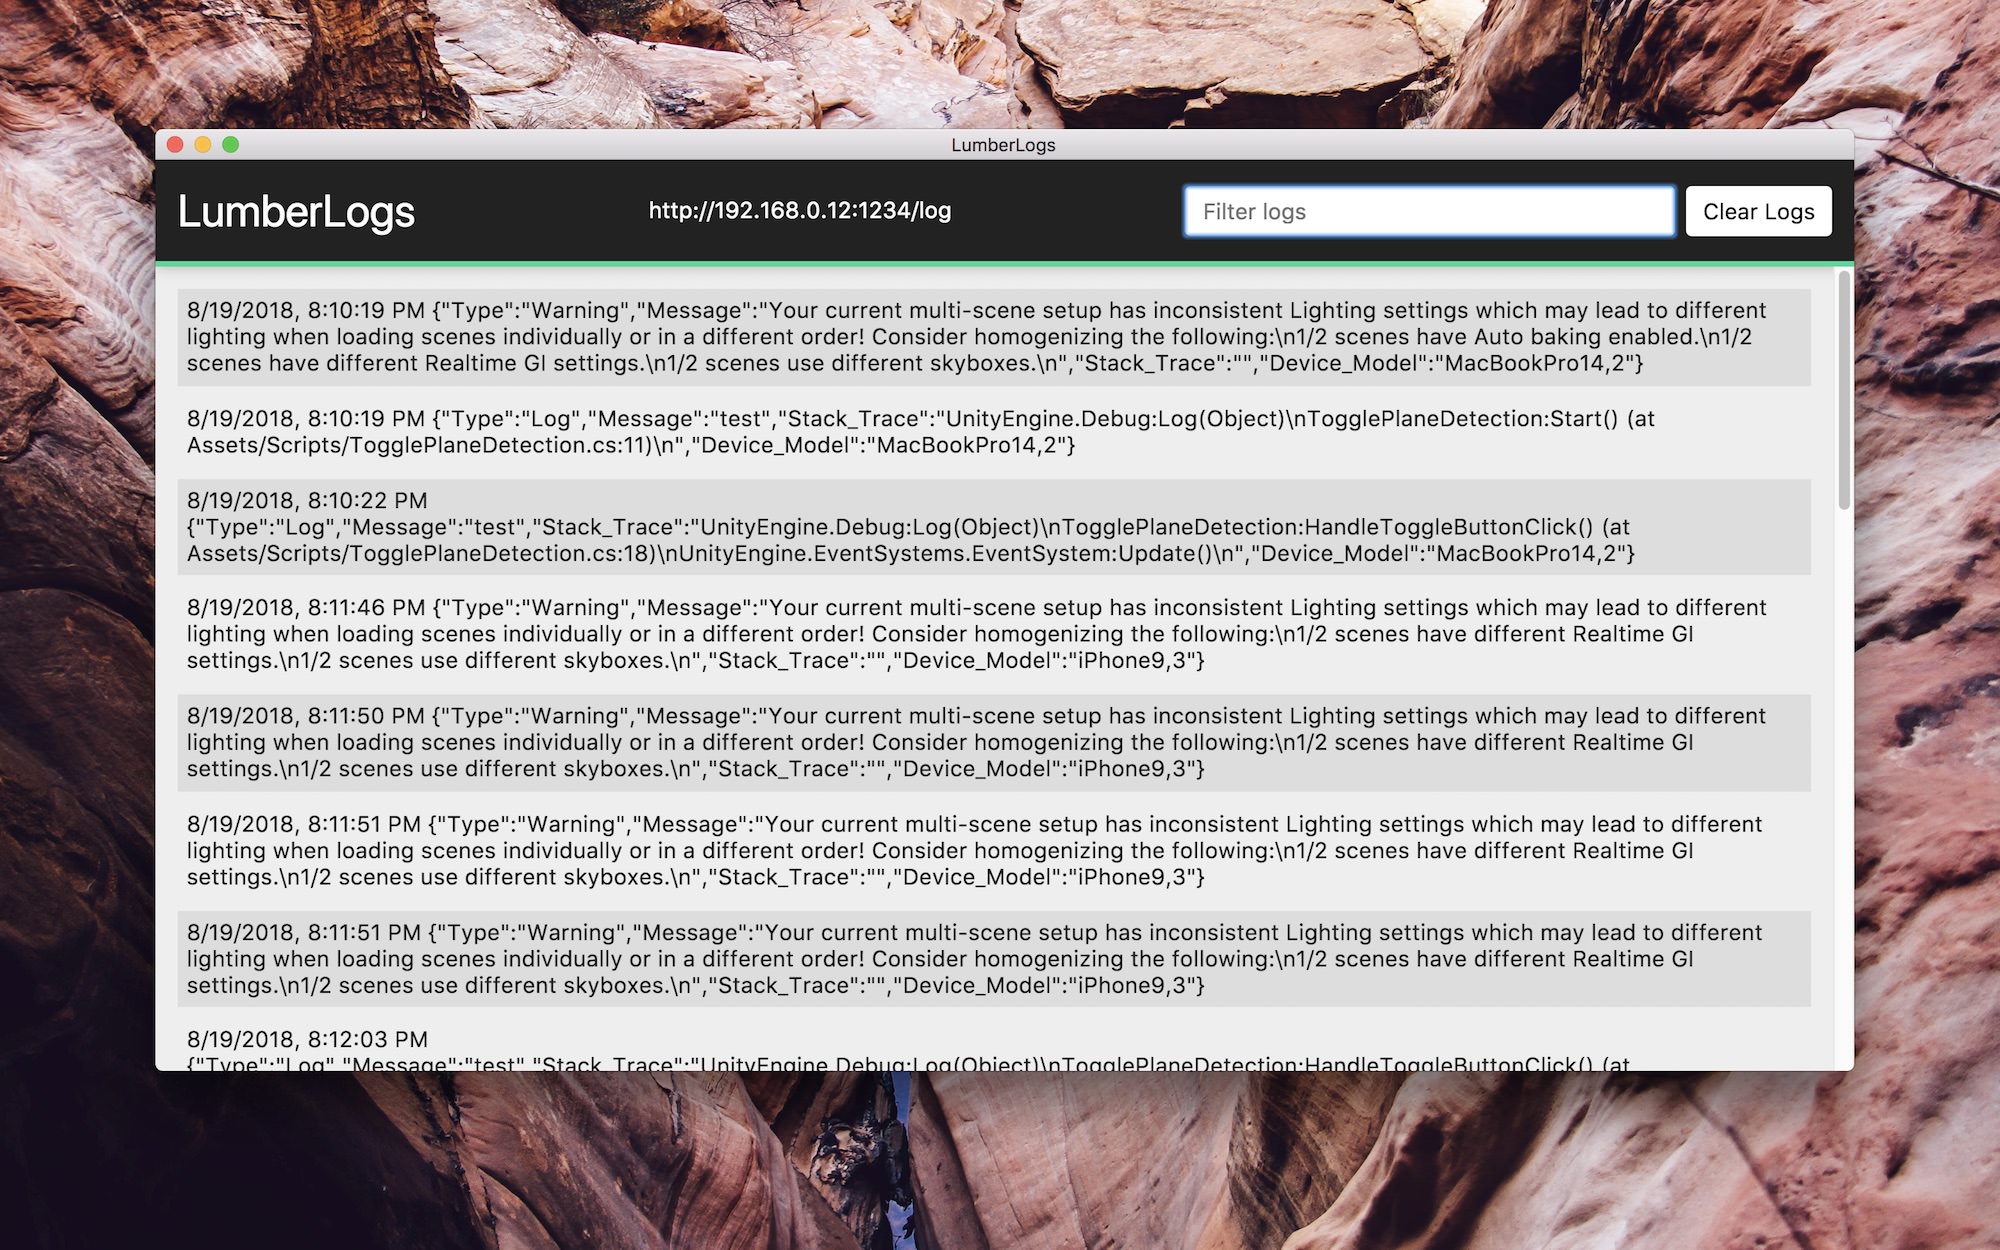 LumberLogs
LumberLogs
http://192.168.0.12:1234/log
Filter logs
Clear Logs
8/19/2018, 8:10:19 PM {"Type":"Warning","Message":"Your current multi-scene setup has inconsistent Lighting settings which may lead to different
lighting when loading scenes individually or in a different order! Consider homogenizing the following:\n1/2 scenes have Auto baking enabled.\n1/2
scenes have different Realtime GI settings.\n1/2 scenes use different skyboxes.\n","Stack_Trace":"","Device_Model":"MacBookPro14,2"}
8/19/2018, 8:10:19 PM {"Type":"Log","Message":"test","Stack_Trace":"UnityEngine.Debug:Log(Object)\nTogglePlaneDetection:Start() (at
Assets/Scripts/TogglePlaneDetection.cs:11)\n","Device_Model":"MacBookPro14,2"}
8/19/2018, 8:10:22 PM
{"Type":"Log","Message":"test","Stack_Trace":"UnityEngine.Debug:Log(Object)\nTogglePlaneDetection:HandleToggleButtonClick() (at
Assets/Scripts/TogglePlaneDetection.cs:18)\nUnityEngine.EventSystems.EventSystem:Update()\n","Device_Model":"MacBookPro14,2"}
8/19/2018, 8:11:46 PM {"Type":"Warning","Message":"Your current multi-scene setup has inconsistent Lighting settings which may lead to different
lighting when loading scenes individually or in a different order! Consider homogenizing the following:\n1/2 scenes have different Realtime GI
settings.\n1/2 scenes use different skyboxes.\n","Stack_Trace":"","Device_Model":"iPhone9,3"}
8/19/2018, 8:11:50 PM {"Type":"Warning","Message":"Your current multi-scene setup has inconsistent Lighting settings which may lead to different
lighting when loading scenes individually or in a different order! Consider homogenizing the following:\n1/2 scenes have different Realtime GI
settings.\n1/2 scenes use different skyboxes.\n","Stack_Trace":"","Device_Model":"iPhone9,3"}
8/19/2018, 8:11:51 PM {"Type":"Warning","Message":"Your current multi-scene setup has inconsistent Lighting settings which may lead to different
lighting when loading scenes individually or in a different order! Consider homogenizing the following:\n1/2 scenes have different Realtime GI
settings.\n1/2 scenes use different skyboxes.\n","Stack_Trace":"","Device_Model":"iPhone9,3"}
8/19/2018, 8:11:51 PM {"Type":"Warning","Message":"Your current multi-scene setup has inconsistent Lighting settings which may lead to different
lighting when loading scenes individually or in a different order! Consider homogenizing the following:\n1/2 scenes have different Realtime GI
settings.\n1/2 scenes use different skyboxes.\n","Stack_Trace":"","Device_Model":"iPhone9,3"}
8/19/2018, 8:12:03 PM
{"Type":"Log","Message":"test","Stack_Trace":"UnityEngine.Debug:Log(Object)\nTogglePlaneDetection:HandleToggleButtonClick() (at